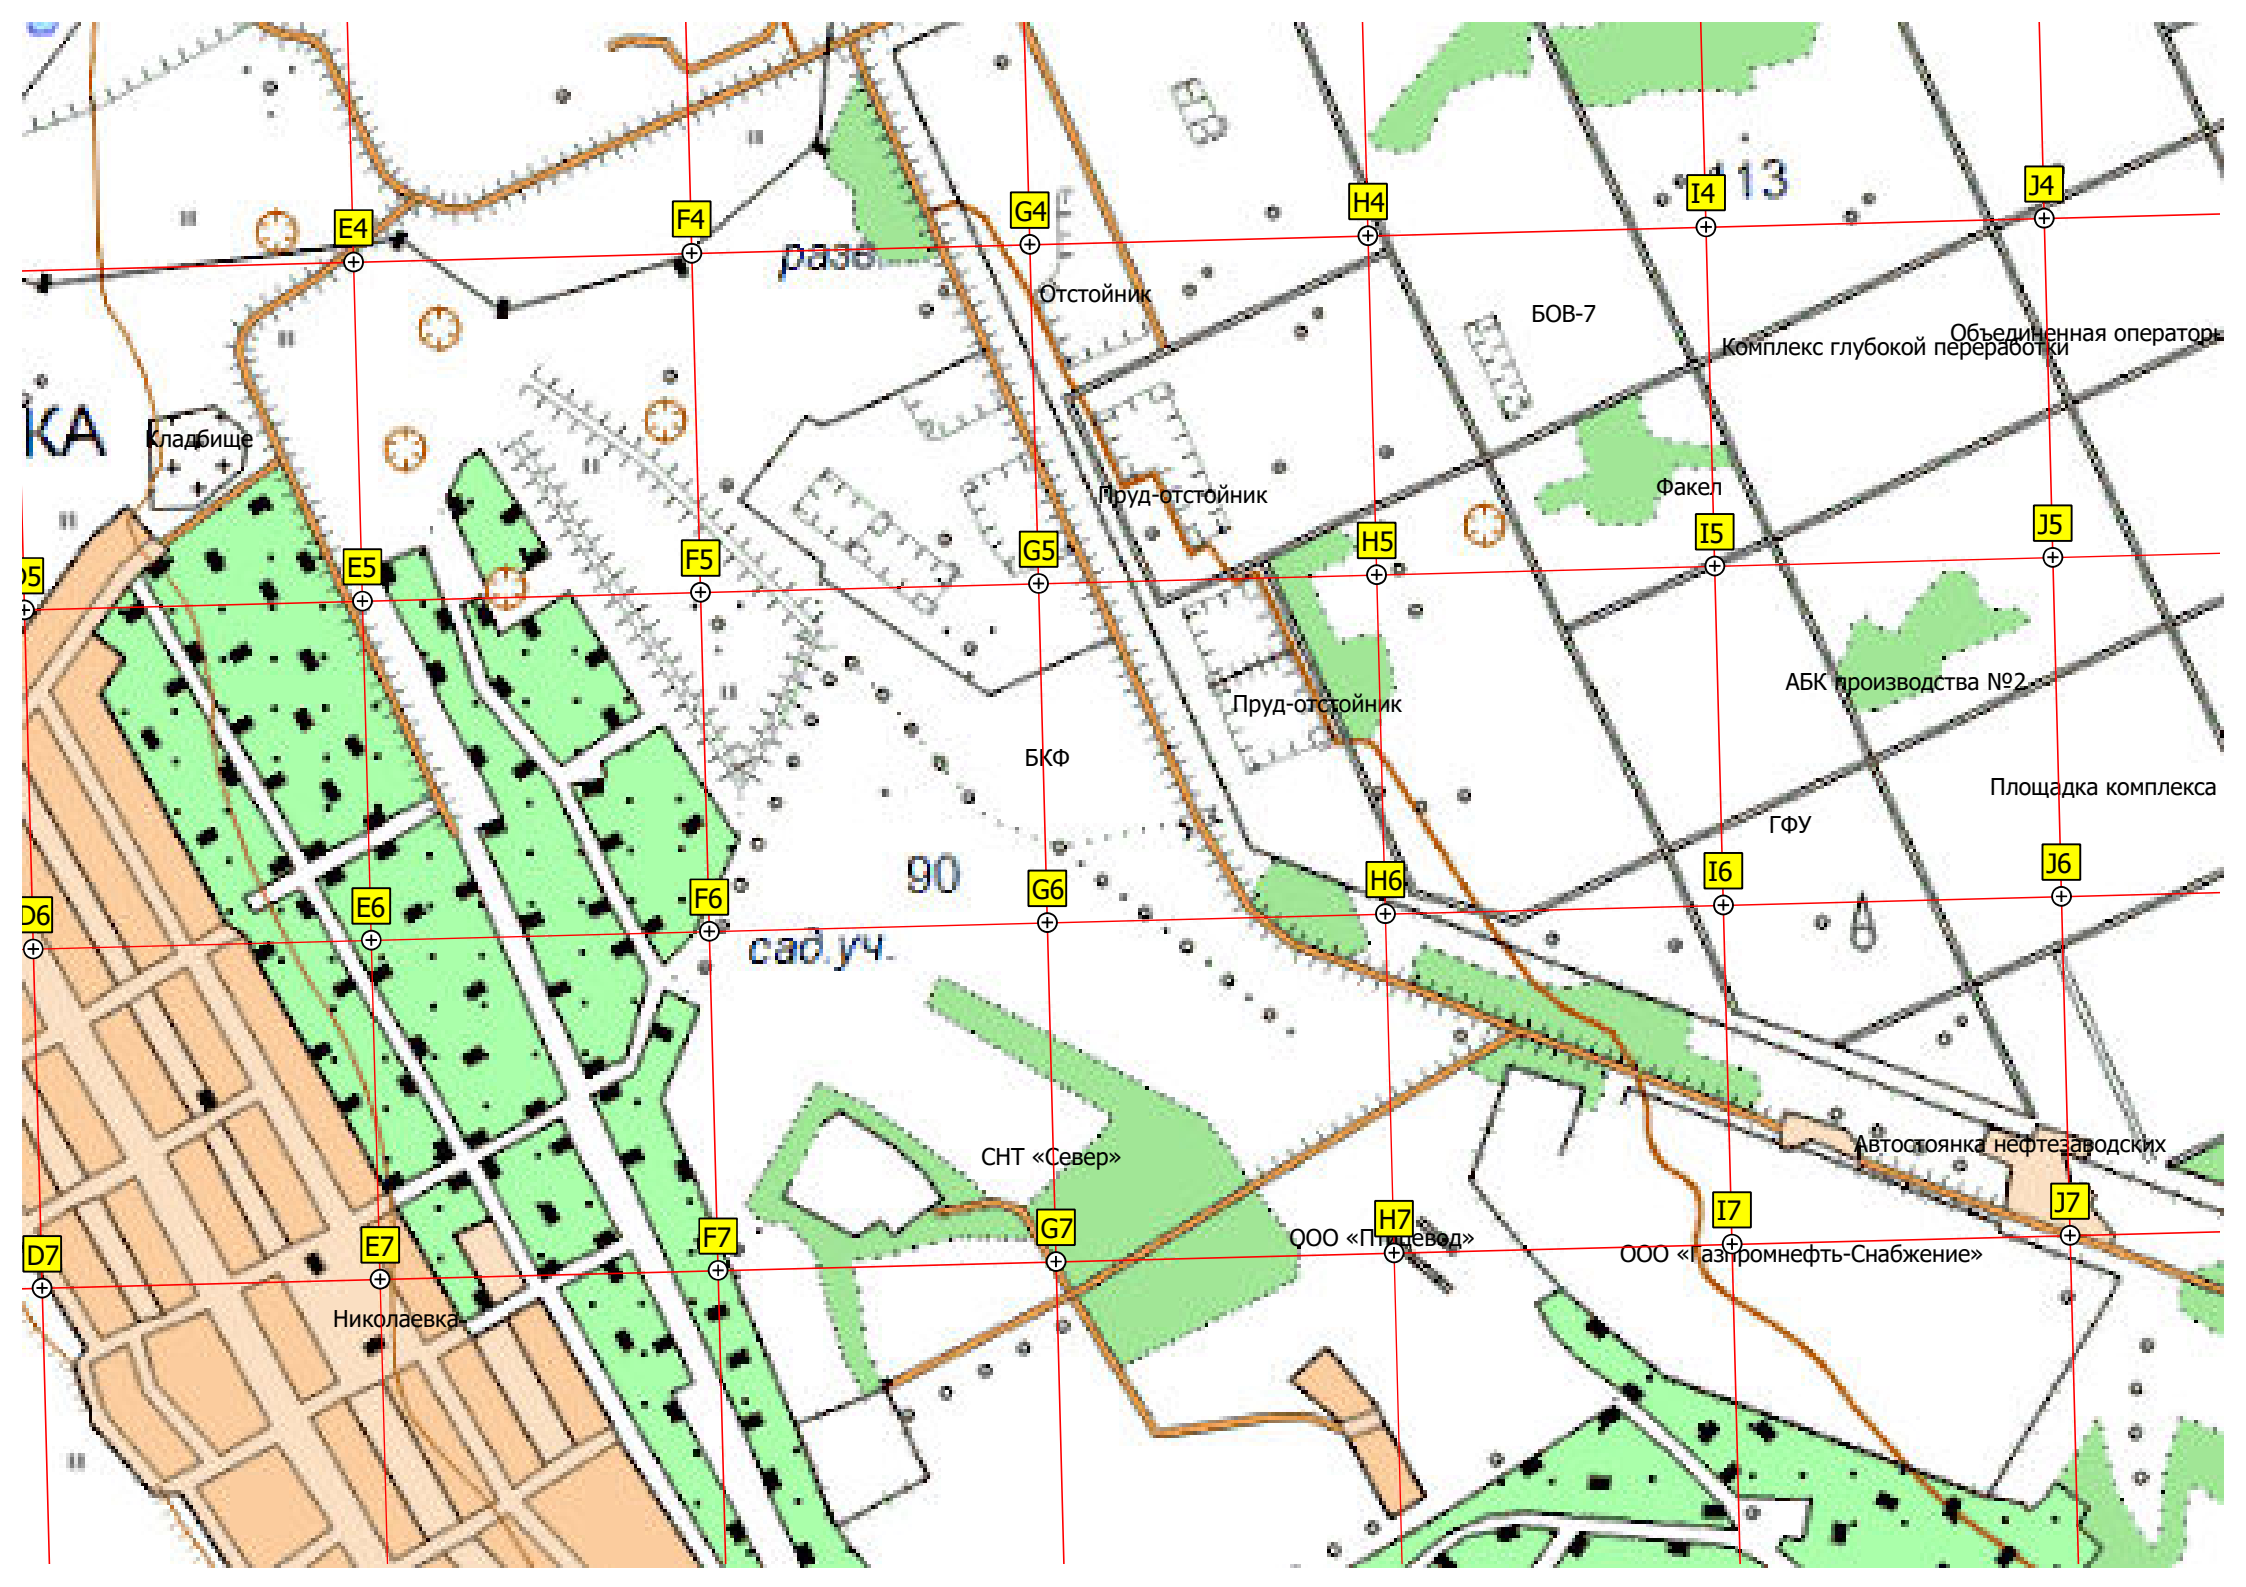 113
J4
I4
H4
G4
F4
E4
разв.
Отстойник
БОВ-7
Объединенная операторн
Комплекс глубокой переработки
КА
Кладбище
Факел
Пруд-отстойник
J5
I5
H5
G5
F5
E5
D5
АБК производства №2
Пруд-отстойник
БКФ
Площадка комплекса
ГФУ
90
J6
I6
H6
G6
F6
E6
D6
сад.уч.
Автостоянка нефтезаводских
СНТ «Север»
J7
I7
H7
G7
F7
E7
D7
ООО «Птицевод»
ООО «Газпромнефть-Снабжение»
Николаевка